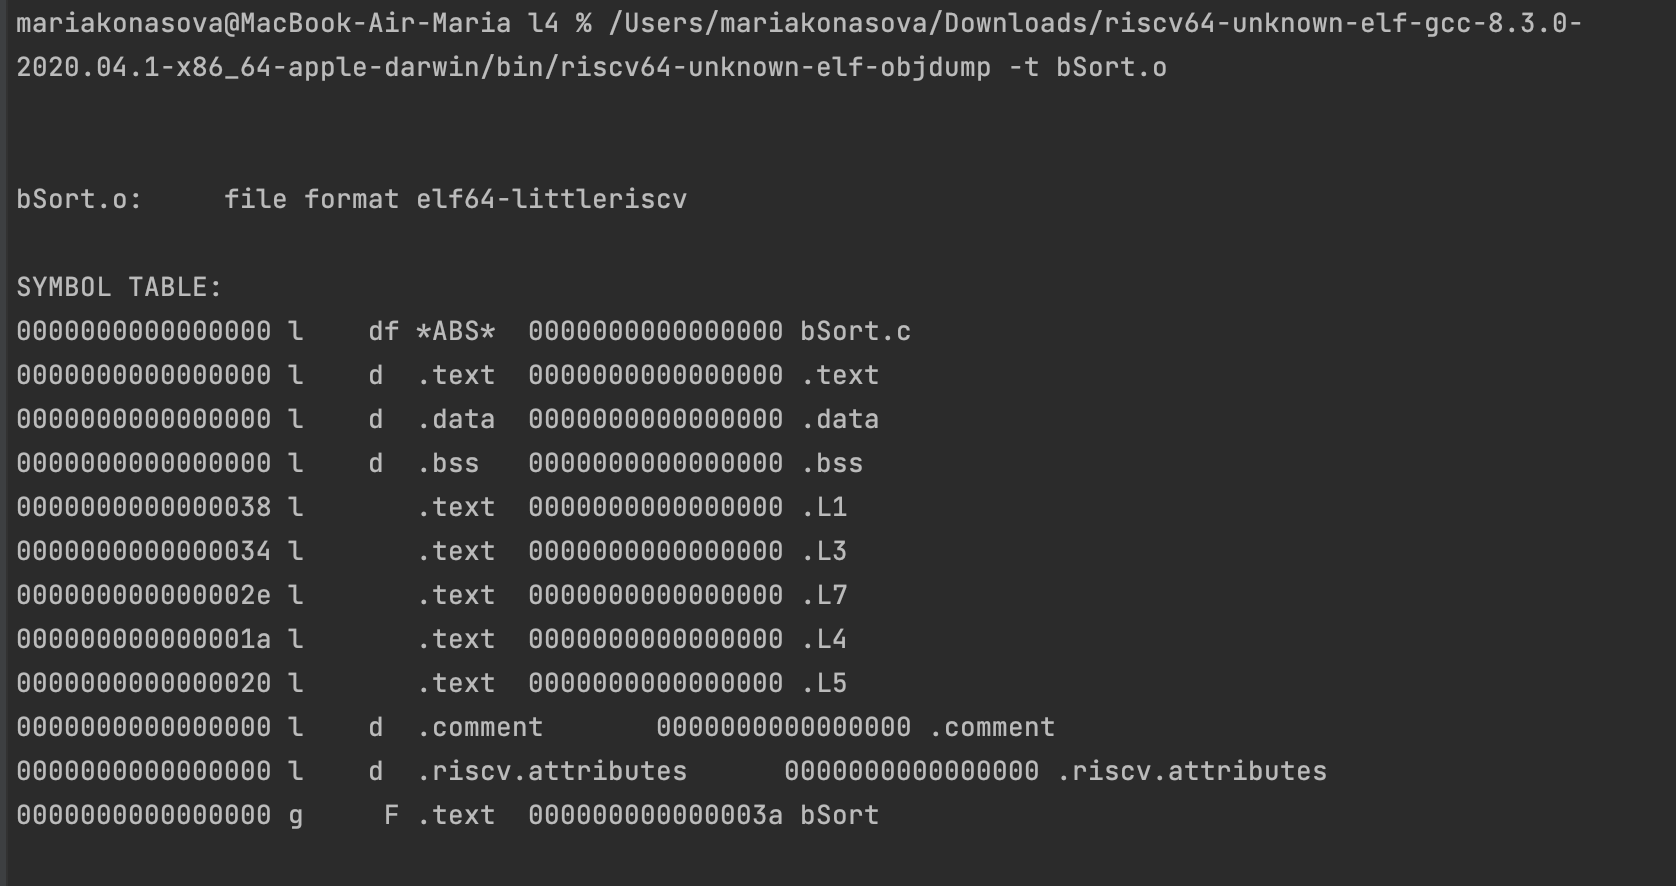 mariakonasova@MacBook-Air-Maria l4 % /Users/mariakonasova/Downloads/riscv64-unknown-elf-gcc-8.3.0-
2020.04.1-x86_64-apple-darwin/bin/riscv64-unknown-elf-objdump -t bSort.o
bSort.o:     file format elf64-littleriscv
SYMBOL TABLE:
0000000000000000 l    df *ABS*  0000000000000000 bSort.c
0000000000000000 l    d  .text  0000000000000000 .text
0000000000000000 l    d  .data  0000000000000000 .data
0000000000000000 l    d  .bss   0000000000000000 .bss
0000000000000038 l       .text  0000000000000000 .L1
0000000000000034 l       .text  0000000000000000 .L3
000000000000002e l       .text  0000000000000000 .L7
000000000000001a l       .text  0000000000000000 .L4
0000000000000020 l       .text  0000000000000000 .L5
0000000000000000 l    d  .comment       0000000000000000 .comment
0000000000000000 l    d  .riscv.attributes      0000000000000000 .riscv.attributes
0000000000000000 g     F .text  000000000000003a bSort